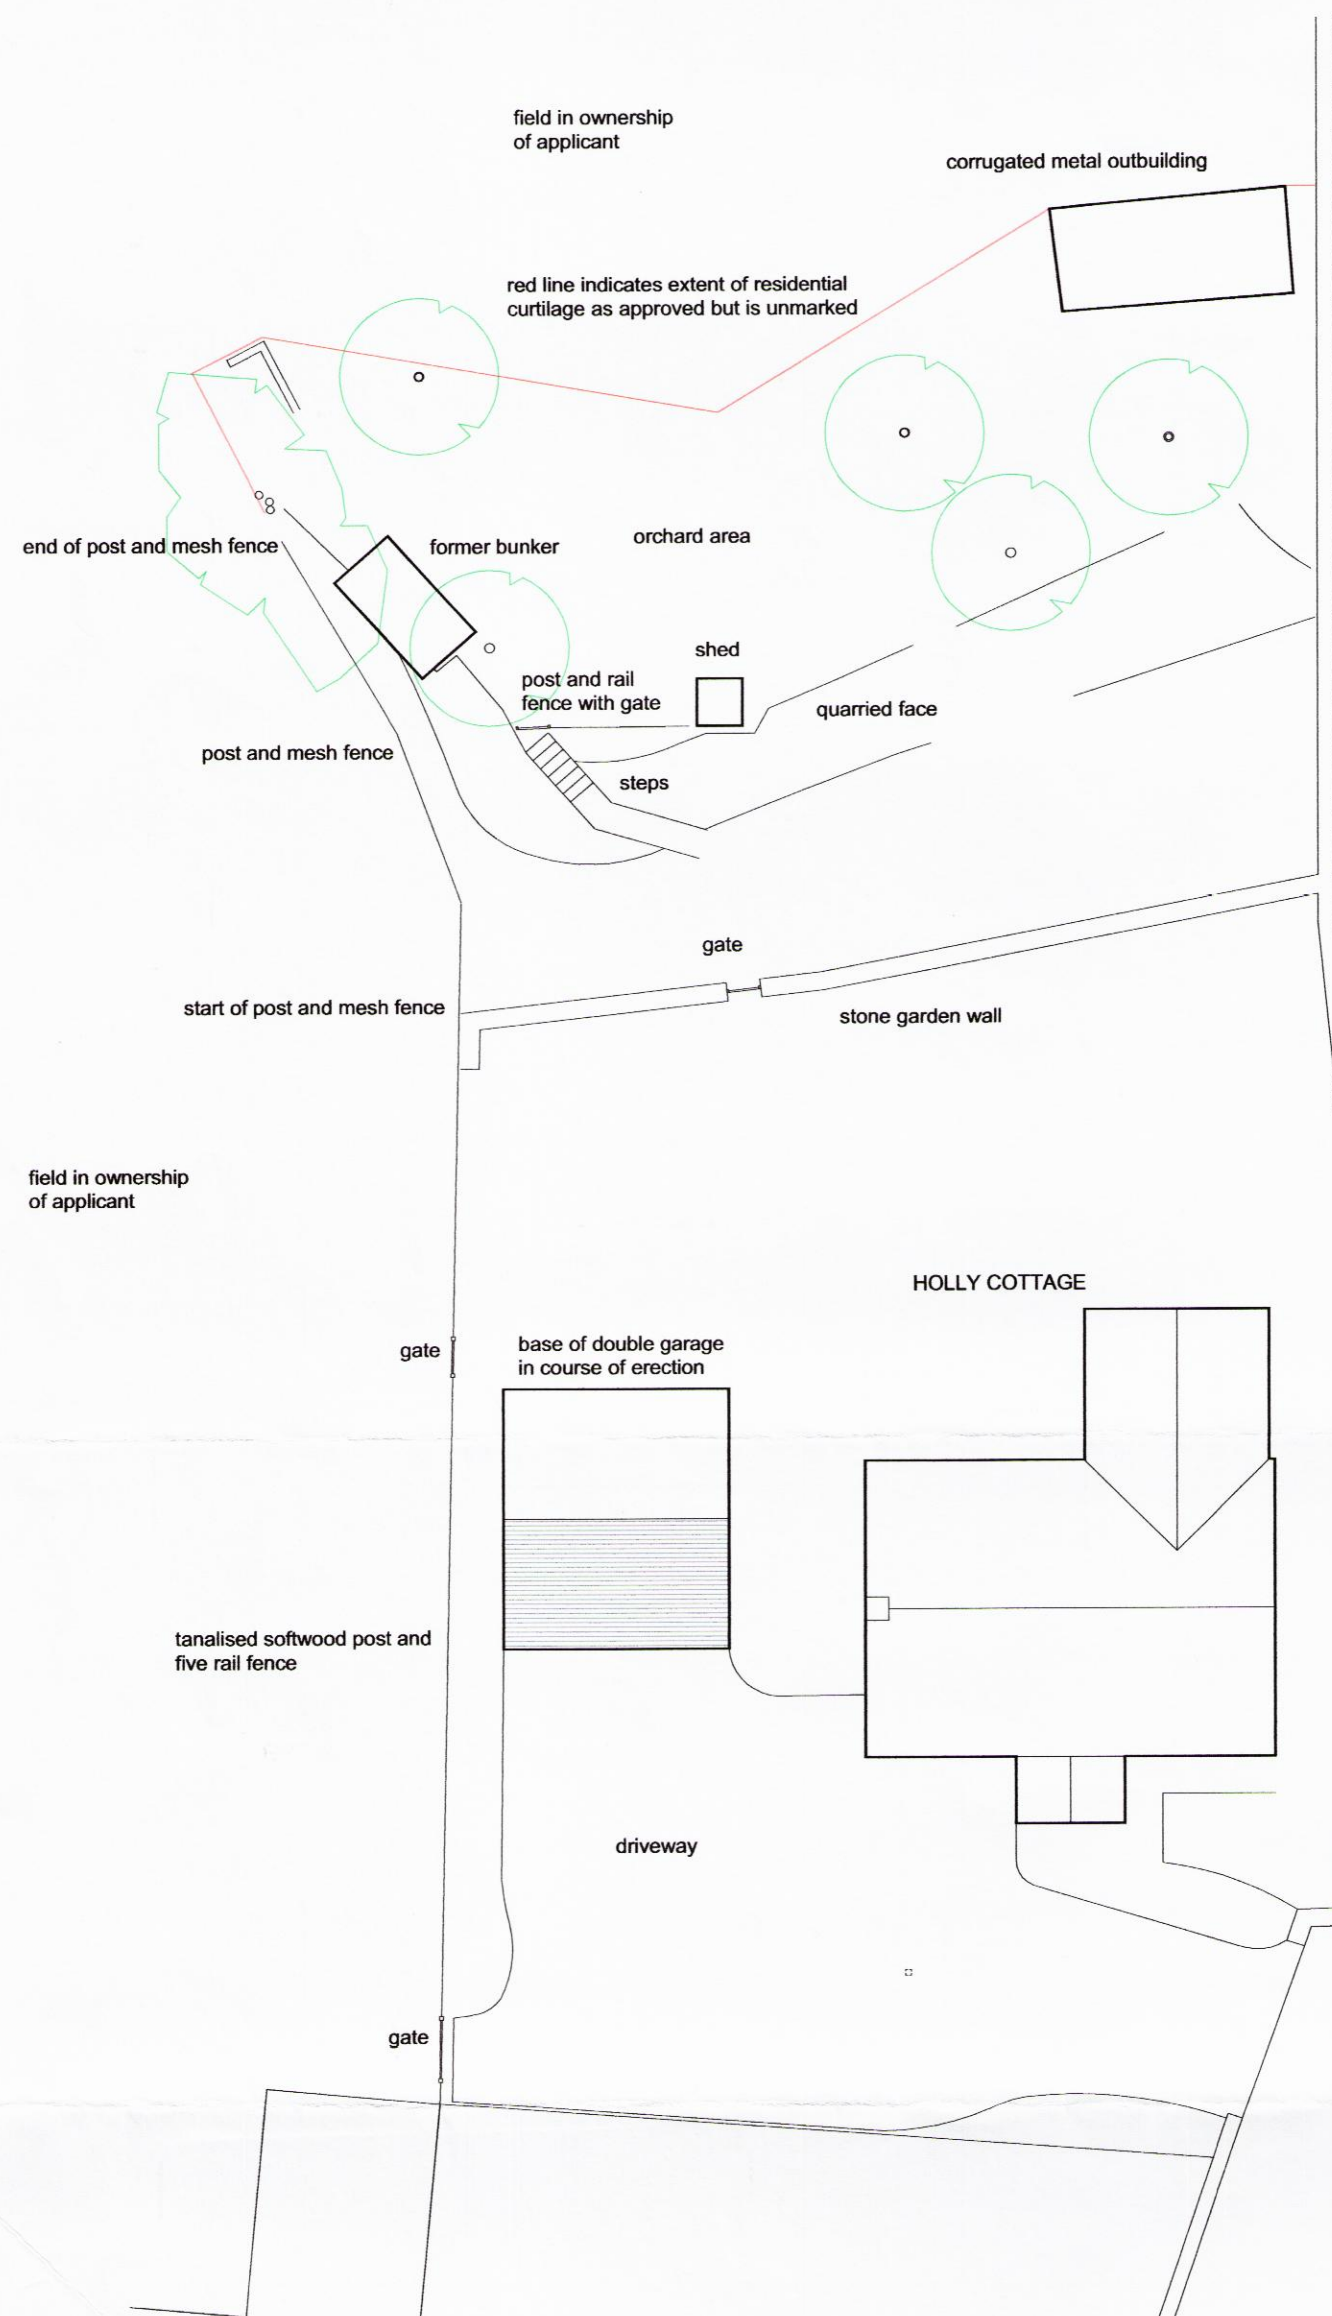 field in ownership
of applicant
corrugated metal outbuilding
red line indicates extent of residential
curtilage as approved but is unmarked
end of post and mesh fence
former bunker
orchard area
shed
post and rail
fence with gate
quarried face
post and mesh fence
steps
gate
start of post and mesh fence
stone garden wall
field in ownership
of applicant
HOLLY COTTAGE
gate
base of double garage
in course of erection
tanalised softwood post and
five rail fence
driveway
gate